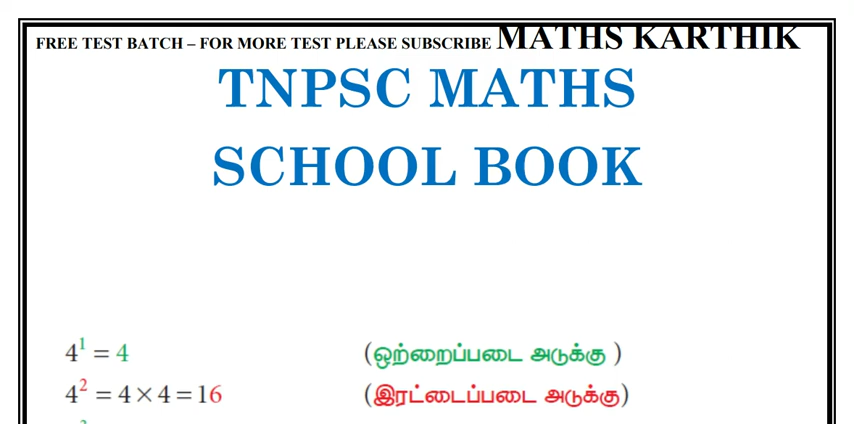 FREE TEST BATCH – FOR MORE TEST PLEASE SUBSCRIBE MATHS KARTHIK
TNPSC MATHS
SCHOOL BOOK
4¹ = 4 (ஒற்றைப்படை அடுக்கு )
4² = 4 × 4 = 16 (இரட்டைப்படை அடுக்கு)